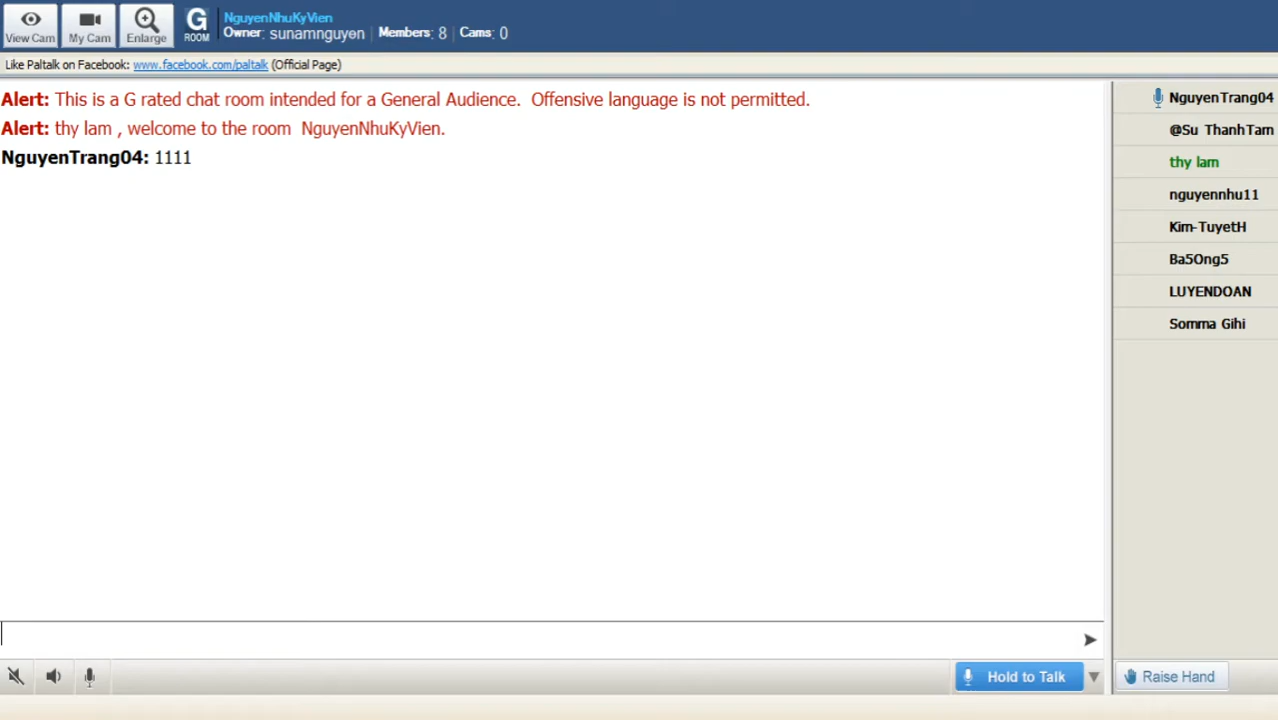 NguyenNhuKyVien
View Cam
My Cam
Enlarge
G
ROOM
Owner: sunamnguyen | Members: 8 | Cams: 0
Like Paltalk on Facebook: www.facebook.com/paltalk (Official Page)
Alert: This is a G rated chat room intended for a General Audience. Offensive language is not permitted.
Alert: thy lam , welcome to the room NguyenNhuKyVien.
NguyenTrang04: 1111
NguyenTrang04
@Su ThanhTam
thy lam
nguyennhu11
Kim-TuyetH
Ba5Ong5
LUYENDOAN
Somma Gihi
Hold to Talk
Raise Hand